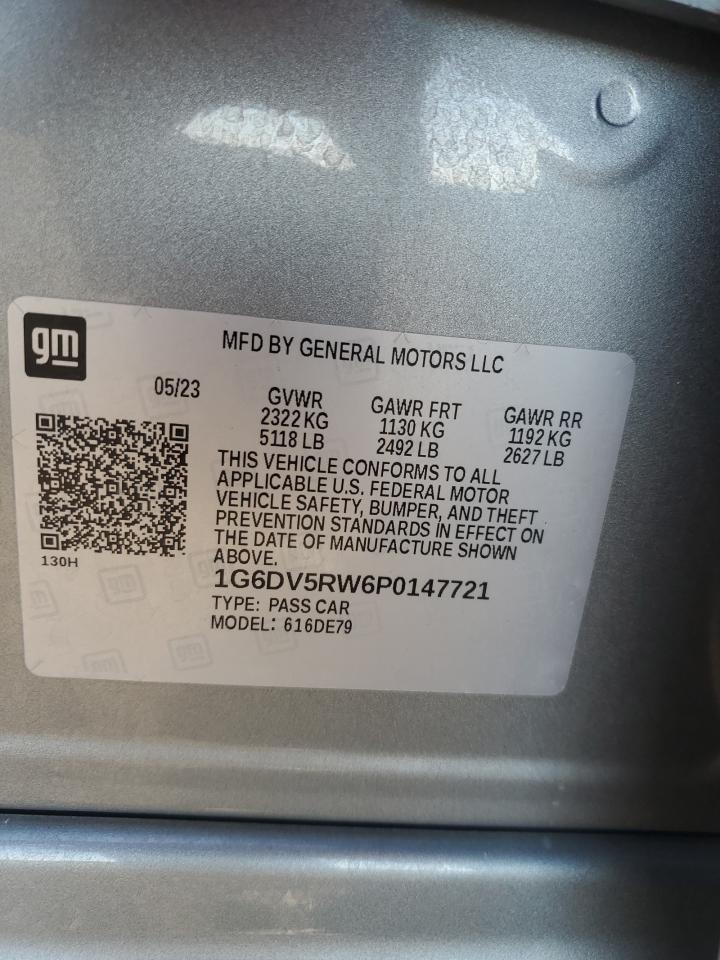 gm
MFD BY GENERAL MOTORS LLC
05/23
GVWR GAWR FRT GAWR RR
2322 KG 1130 KG 1192 KG
5118 LB 2492 LB 2627 LB
THIS VEHICLE CONFORMS TO ALL
APPLICABLE U.S. FEDERAL MOTOR
VEHICLE SAFETY, BUMPER, AND THEFT
PREVENTION STANDARDS IN EFFECT ON
THE DATE OF MANUFACTURE SHOWN
ABOVE.
130H
1G6DV5RW6P0147721
TYPE: PASS CAR
MODEL: 616DE79